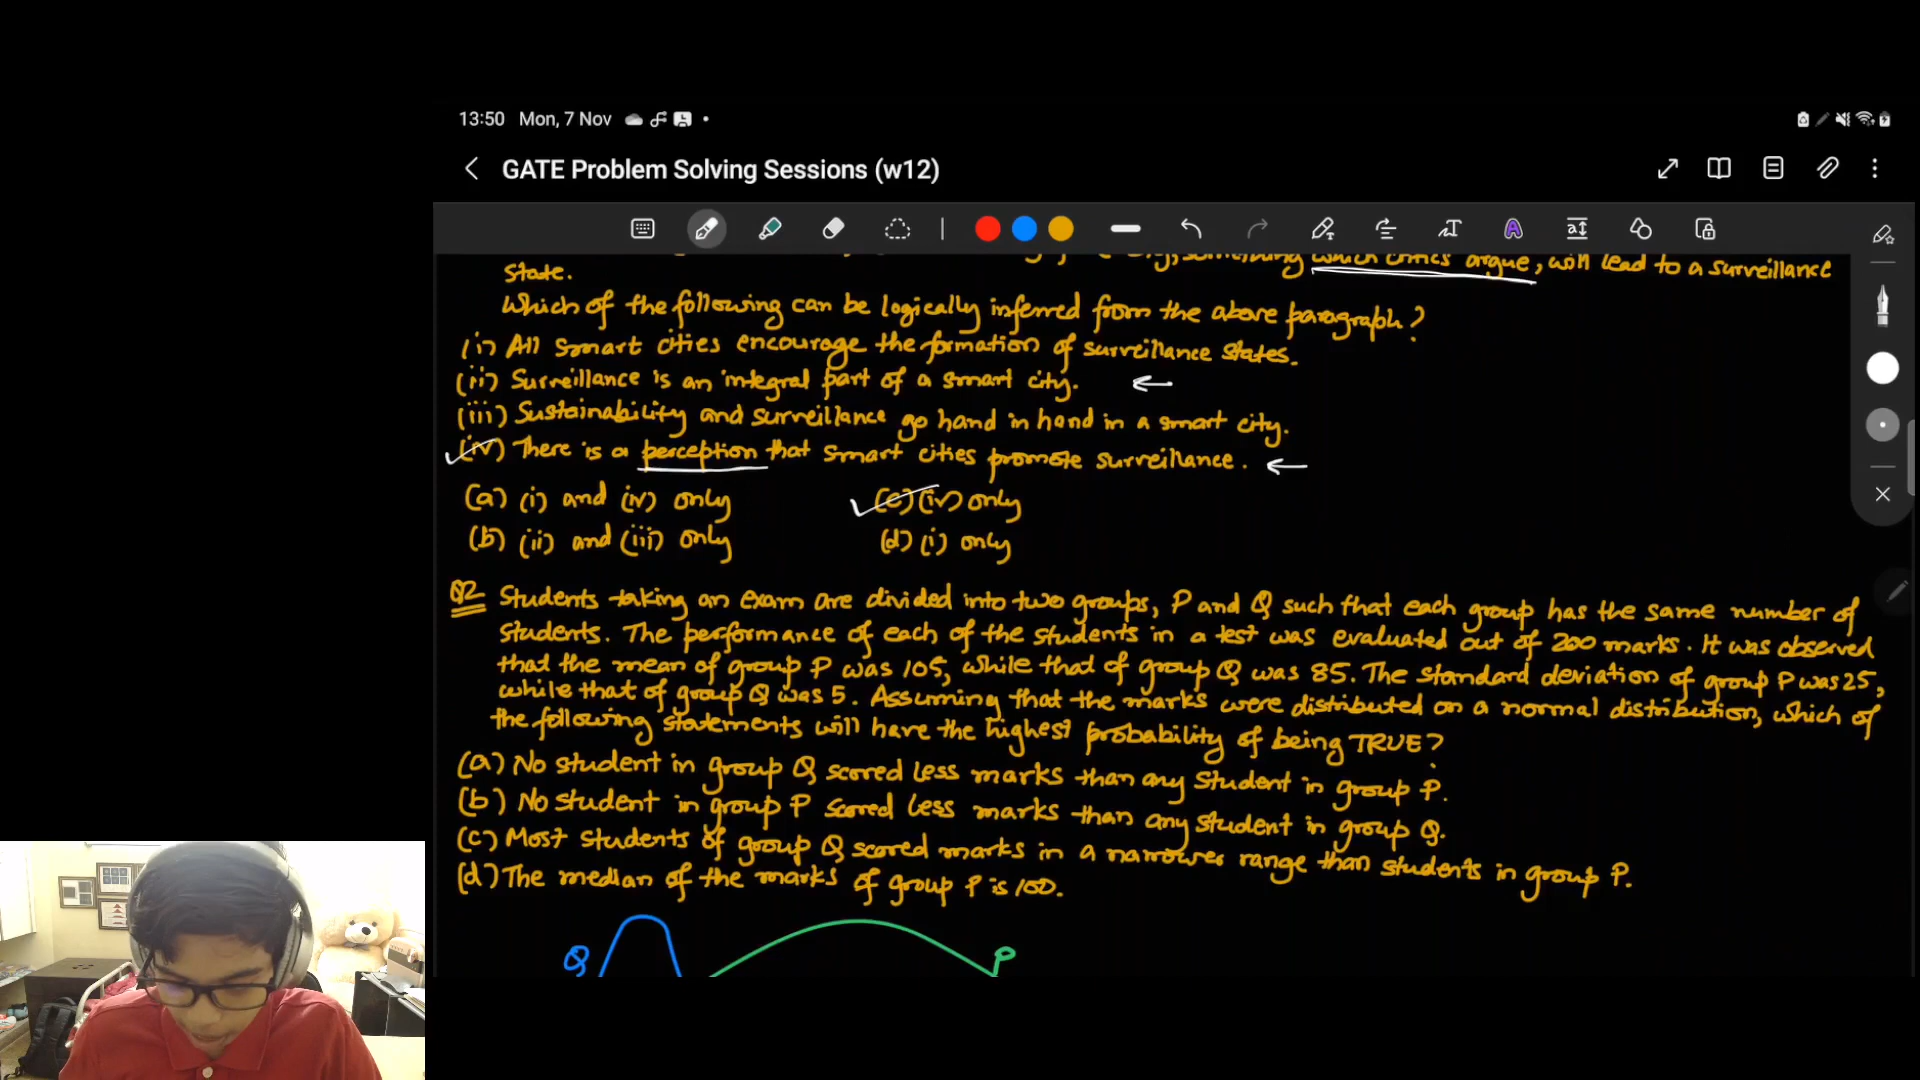 13:50 Mon, 7 Nov
GATE Problem Solving Sessions (w12)
which critics argue, will lead to a surveillance
State.
Which of the following can be logically inferred from the above paragraph?
(i) All smart cities encourage the formation of surveillance states.
(ii) Surveillance is an integral part of a smart city.
(iii) Sustainability and surveillance go hand in hand in a smart city.
(iv) There is a perception that smart cities promote surveillance.
(a) (i) and (iv) only (c) (iv) only
(b) (ii) and (iii) only (d) (i) only
Q2 Students taking an exam are divided into two groups, P and Q such that each group has the same number of
students. The performance of each of the students in a test was evaluated out of 200 marks. It was observed
that the mean of group P was 105, while that of group Q was 85. The standard deviation of group P was 25,
while that of group Q was 5. Assuming that the marks were distributed on a normal distribution, which of
the following statements will have the highest probability of being TRUE?
(a) No student in group Q scored less marks than any student in group P.
(b) No student in group P scored less marks than any student in group Q.
(c) Most students of group Q scored marks in a narrower range than students in group P.
(d) The median of the marks of group P is 100.
Q P